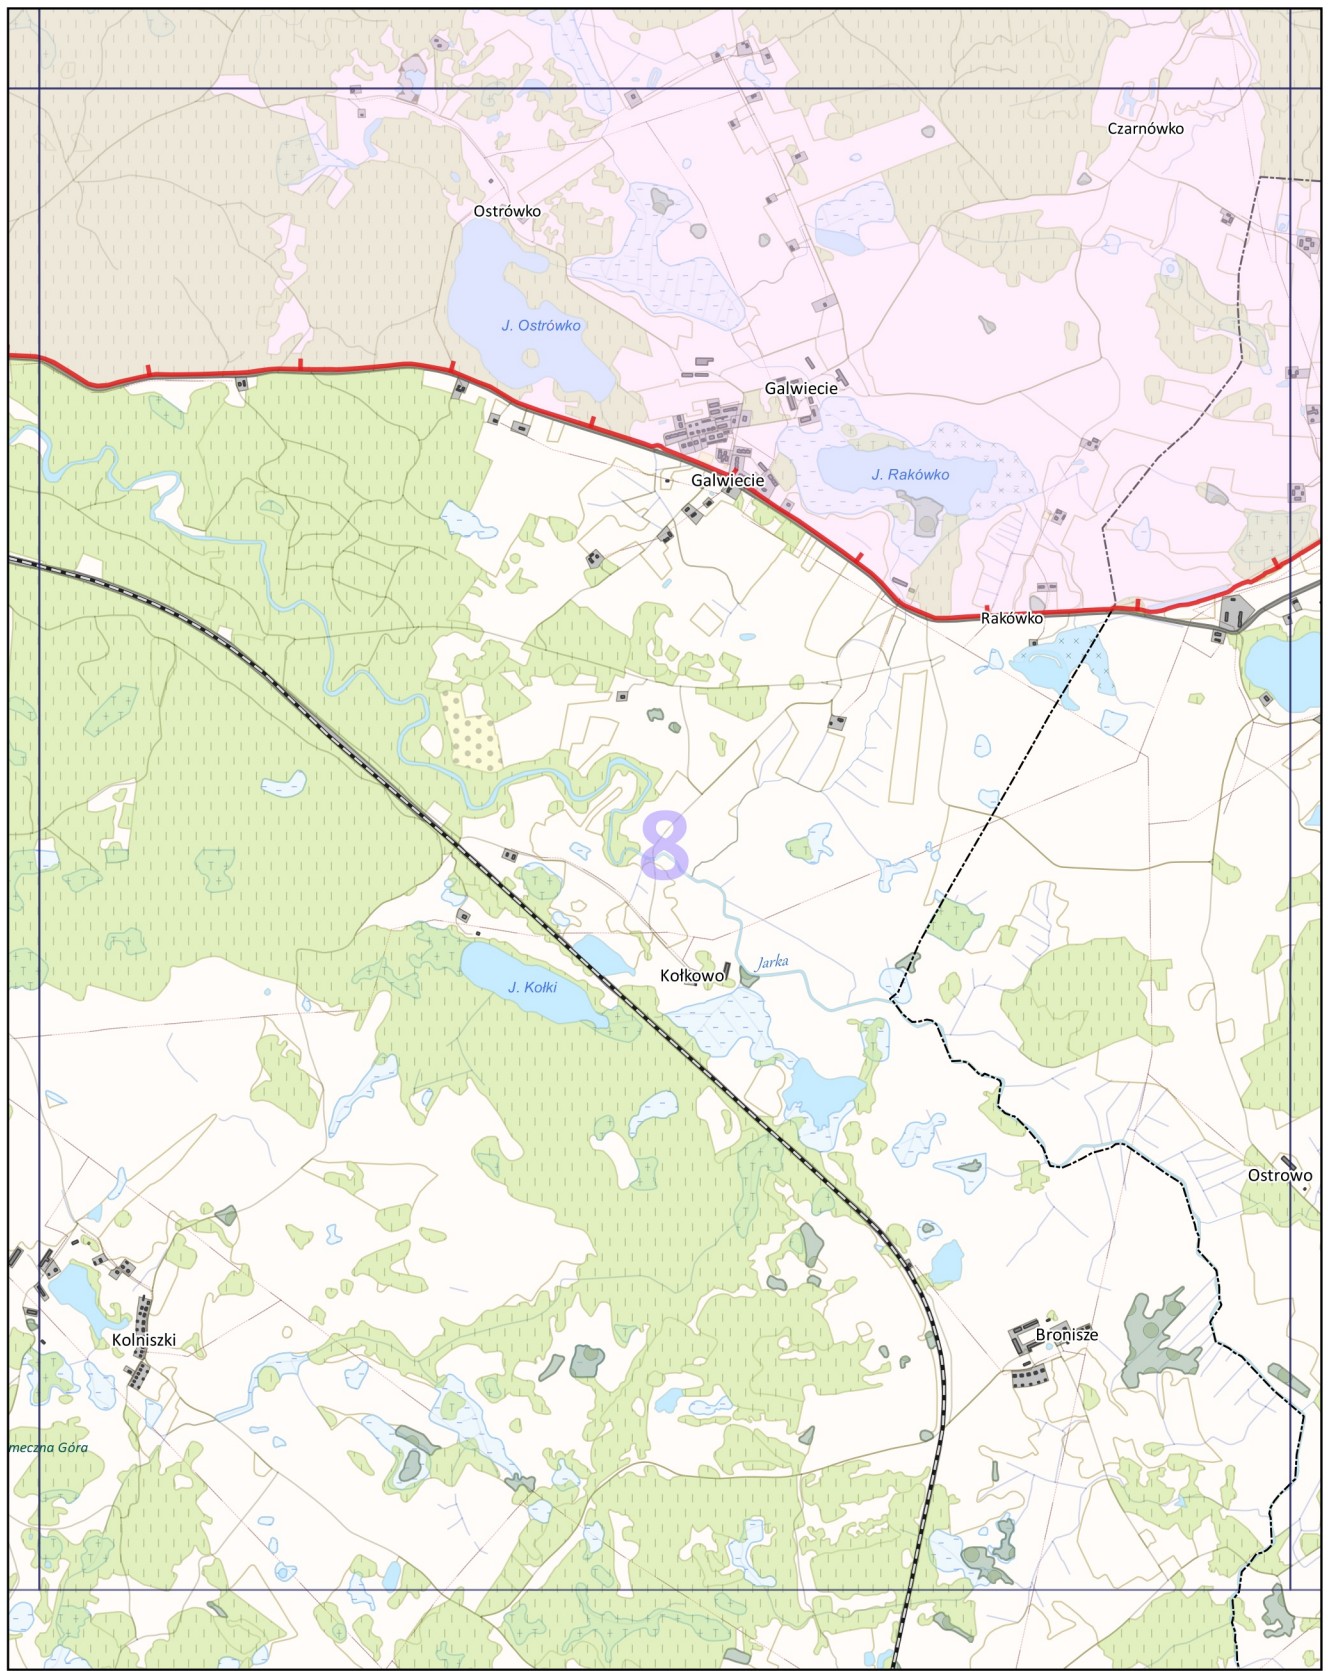 Czarnówko
Ostrówko
J. Ostrówko
Galwiecie
J. Rakówko
Galwiecie
Rakówko
8
Jarka
Kołkowo
J. Kołki
Ostrowo
Bronisze
Kolniszki
meczna Góra